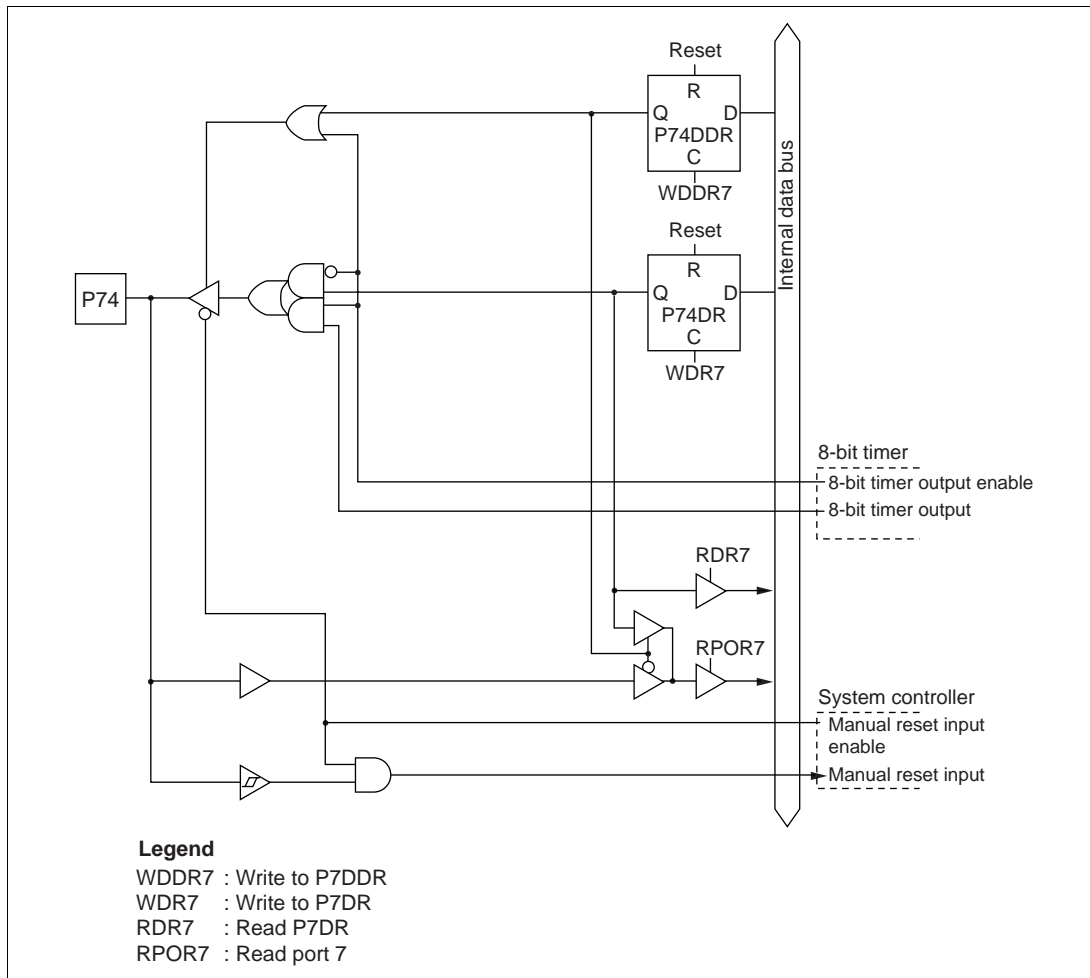 Reset
R
Q D
P74DDR
C
WDDR7
Reset
R
Q D
P74DR
C
WDR7
Internal data bus
P74
8-bit timer
8-bit timer output enable
8-bit timer output
RDR7
RPOR7
System controller
Manual reset input
enable
Manual reset input
Legend
WDDR7 : Write to P7DDR
WDR7 : Write to P7DR
RDR7 : Read P7DR
RPOR7 : Read port 7